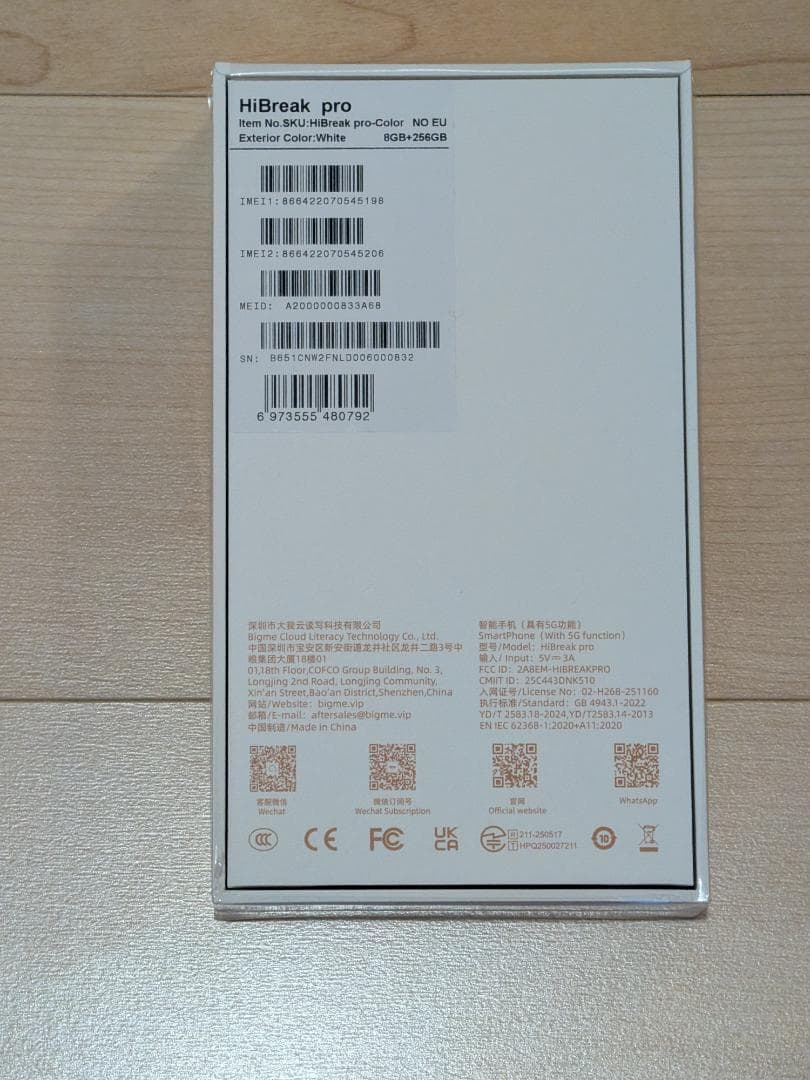 HiBreak pro
Item No.SKU:HiBreak pro-Color NO EU
Exterior Color:White 8GB+256GB
IMEI1:866422070545198
IMEI2:866422070545206
MEID: A2000000833A68
SN: B651CNW2FNLD006000832
6 973555 480792
深圳市大我云读写科技有限公司
Bigme Cloud Literacy Technology Co., Ltd.
中国深圳市宝安区新安街道龙井社区龙井二路3号中
粮集团大厦18楼01
01,18th Floor,COFCO Group Building, No. 3,
Longjing 2nd Road, Longjing Community,
Xin'an Street,Bao'an District,Shenzhen,China
网站/Website: bigme.vip
邮箱/E-mail: aftersales@bigme.vip
中国制造/Made in China
智能手机（具有5G功能）
SmartPhone (With 5G function)
型号/Model: HiBreak pro
输入/ Input: 5V⎓3A
FCC ID: 2A8EM-HIBREAKPRO
CMIIT ID: 25C443DNK510
入网证号/License No: 02-H268-251160
执行标准/Standard: GB 4943.1-2022
YD/T 2583.18-2024,YD/T2583.14-2013
EN IEC 62368-1:2020+A11:2020
客服微信
Wechat
微信订阅号
Wechat Subscription
官网
Official website
WhatsApp
CCC
CE
FC
UK
CA
R 211-250517
T HPQ250027211
10